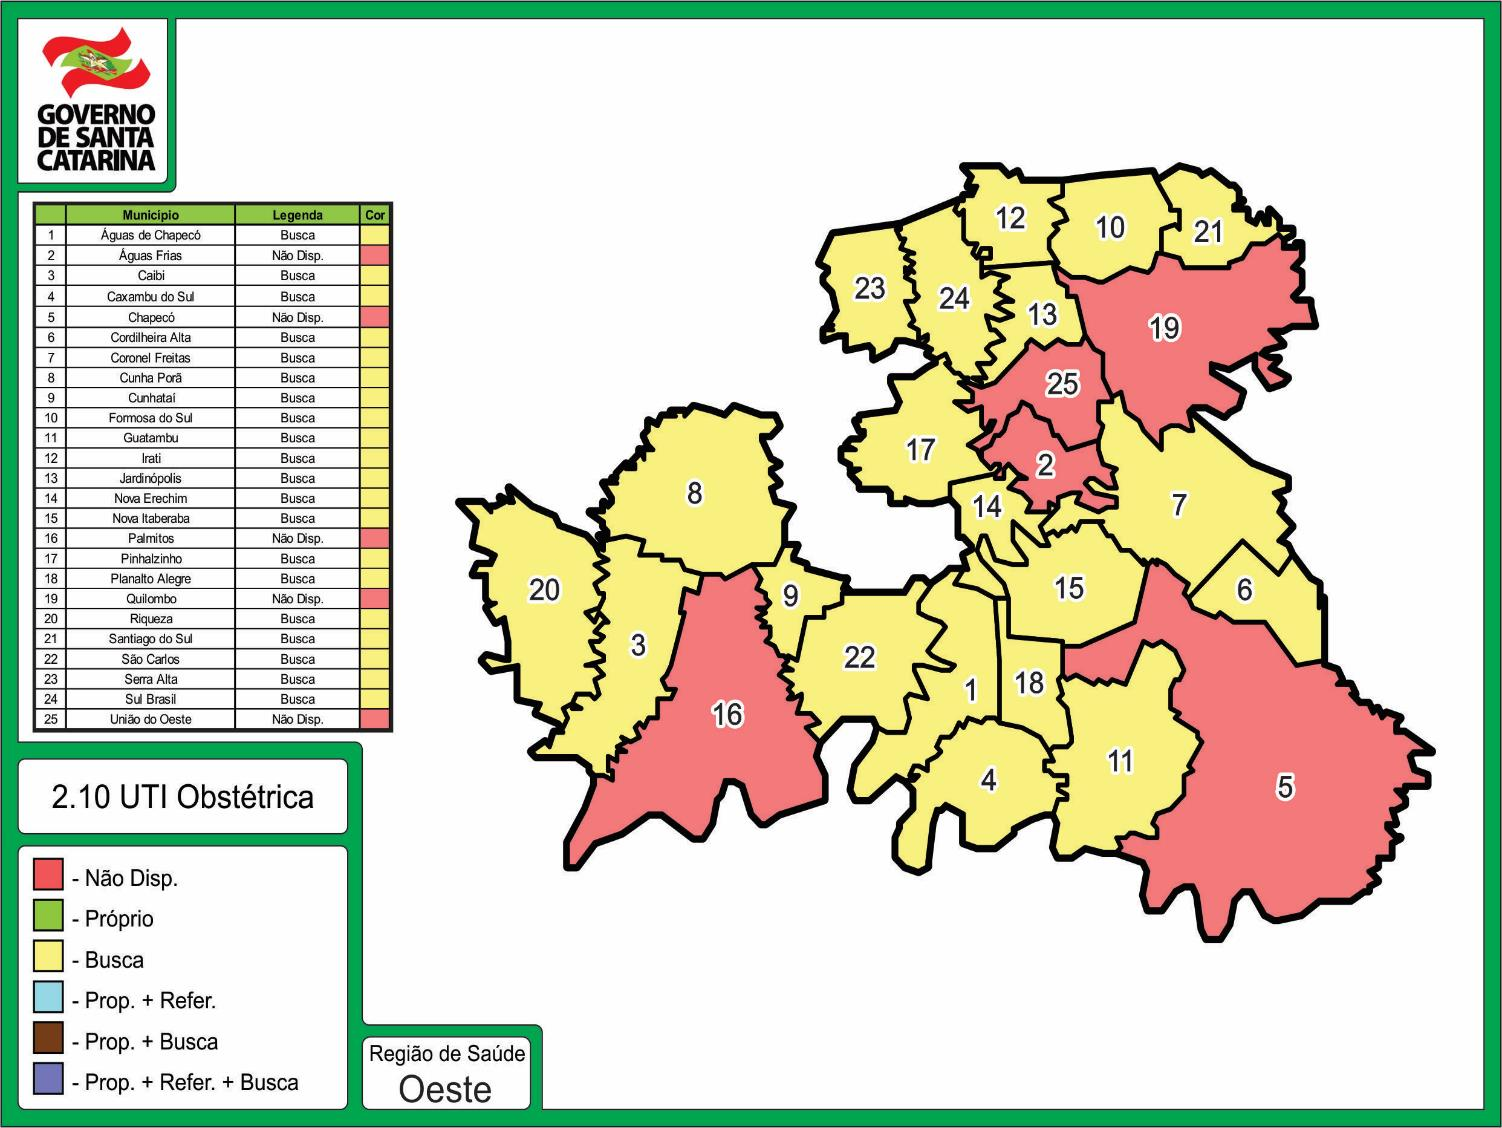 GOVERNO
DE SANTA
CATARINA
Município Legenda Cor
1 Águas de Chapecó Busca
2 Águas Frias Não Disp.
3 Caibi Busca
4 Caxambu do Sul Busca
5 Chapecó Não Disp.
6 Cordilheira Alta Busca
7 Coronel Freitas Busca
8 Cunha Porã Busca
9 Cunhataí Busca
10 Formosa do Sul Busca
11 Guatambu Busca
12 Irati Busca
13 Jardinópolis Busca
14 Nova Erechim Busca
15 Nova Itaberaba Busca
16 Palmitos Não Disp.
17 Pinhalzinho Busca
18 Planalto Alegre Busca
19 Quilombo Não Disp.
20 Riqueza Busca
21 Santiago do Sul Busca
22 São Carlos Busca
23 Serra Alta Busca
24 Sul Brasil Busca
25 União do Oeste Não Disp.
12
10
21
23
24
13
19
25
17
2
8
14
7
20
9
15
6
3
22
1
18
16
4
11
5
2.10 UTI Obstétrica
- Não Disp.
- Próprio
- Busca
- Prop. + Refer.
- Prop. + Busca
- Prop. + Refer. + Busca
Região de Saúde
Oeste